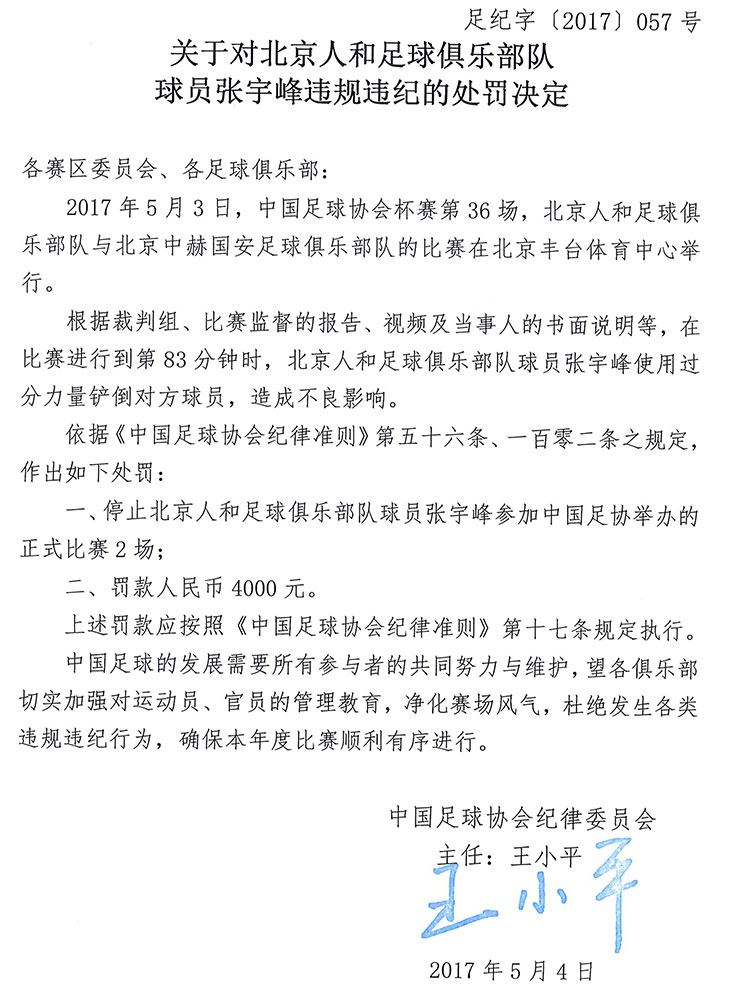 足纪字〔2017〕057号
关于对北京人和足球俱乐部队
球员张宇峰违规违纪的处罚决定
各赛区委员会、各足球俱乐部：
2017年5月3日，中国足球协会杯赛第36场，北京人和足球俱
乐部队与北京中赫国安足球俱乐部队的比赛在北京丰台体育中心举
行。
根据裁判组、比赛监督的报告、视频及当事人的书面说明等，在
比赛进行到第83分钟时，北京人和足球俱乐部队球员张宇峰使用过
分力量铲倒对方球员，造成不良影响。
依据《中国足球协会纪律准则》第五十六条、一百零二条之规定，
作出如下处罚：
一、停止北京人和足球俱乐部队球员张宇峰参加中国足协举办的
正式比赛2场；
二、罚款人民币4000元。
上述罚款应按照《中国足球协会纪律准则》第十七条规定执行。
中国足球的发展需要所有参与者的共同努力与维护，望各俱乐部
切实加强对运动员、官员的管理教育，净化赛场风气，杜绝发生各类
违规违纪行为，确保本年度比赛顺利有序进行。
中国足球协会纪律委员会
主任：王小平
王小平
2017年5月4日